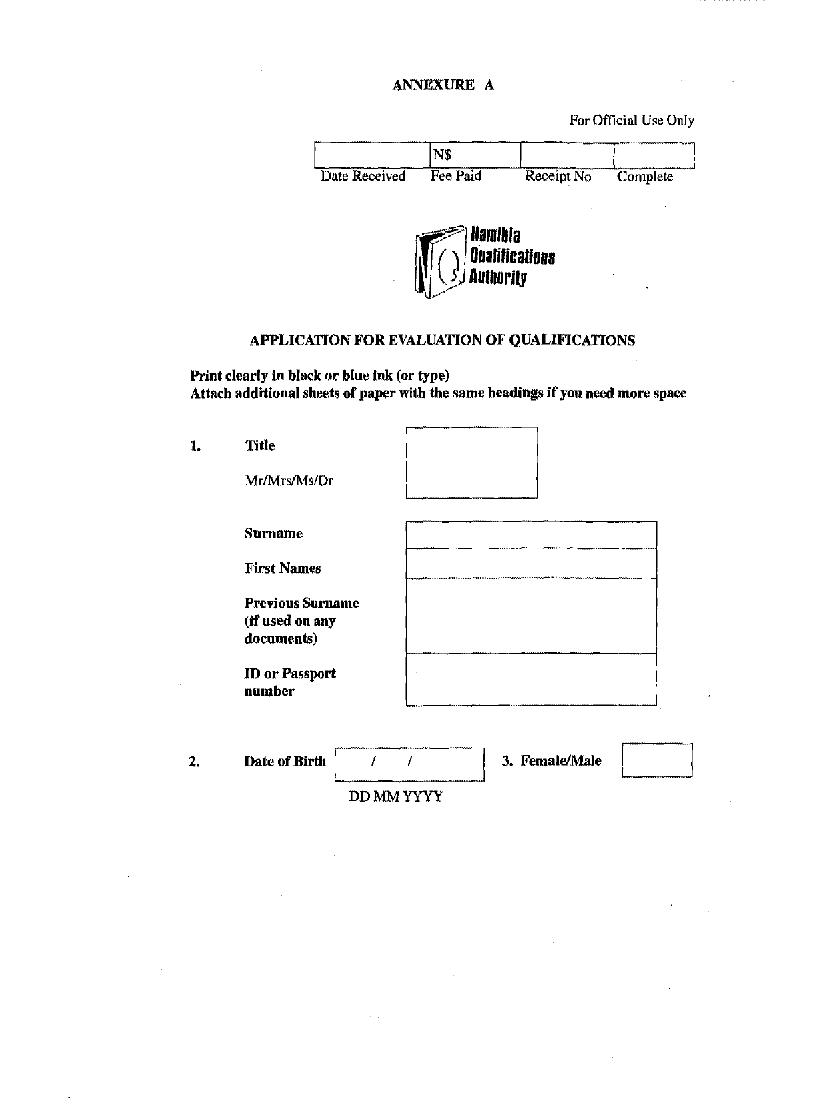 ANNEXURE A
For Official Use Only
N$
Date Received Fee Paid Receipt No Complete
Namibia
Qualifications
Authority
APPLICATION FOR EVALUATION OF QUALIFICATIONS
Print clearly in black or blue ink (or type)
Attach additional sheets of paper with the same headings if you need more space
1. Title
Mr/Mrs/Ms/Dr
Surname
First Names
Previous Surname
(if used on any
documents)
ID or Passport
number
2. Date of Birth / / 3. Female/Male
DD MM YYYY